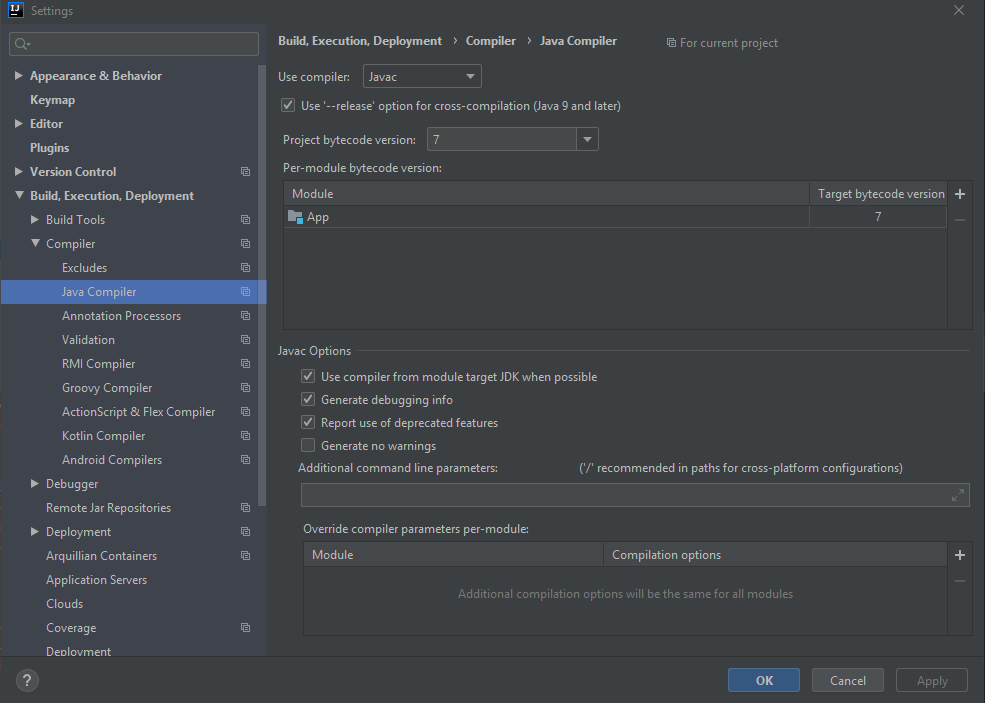 Settings
Appearance & Behavior
Keymap
Editor
Plugins
Version Control
Build, Execution, Deployment
Build Tools
Compiler
Excludes
Java Compiler
Annotation Processors
Validation
RMI Compiler
Groovy Compiler
ActionScript & Flex Compiler
Kotlin Compiler
Android Compilers
Debugger
Remote Jar Repositories
Deployment
Arquillian Containers
Application Servers
Clouds
Coverage
Deployment
Build, Execution, Deployment › Compiler › Java Compiler For current project
Use compiler: Javac
Use '--release' option for cross-compilation (Java 9 and later)
Project bytecode version: 7
Per-module bytecode version:
Module Target bytecode version
App 7
Javac Options
Use compiler from module target JDK when possible
Generate debugging info
Report use of deprecated features
Generate no warnings
Additional command line parameters: ('/' recommended in paths for cross-platform configurations)
Override compiler parameters per-module:
Module Compilation options
Additional compilation options will be the same for all modules
? OK Cancel Apply